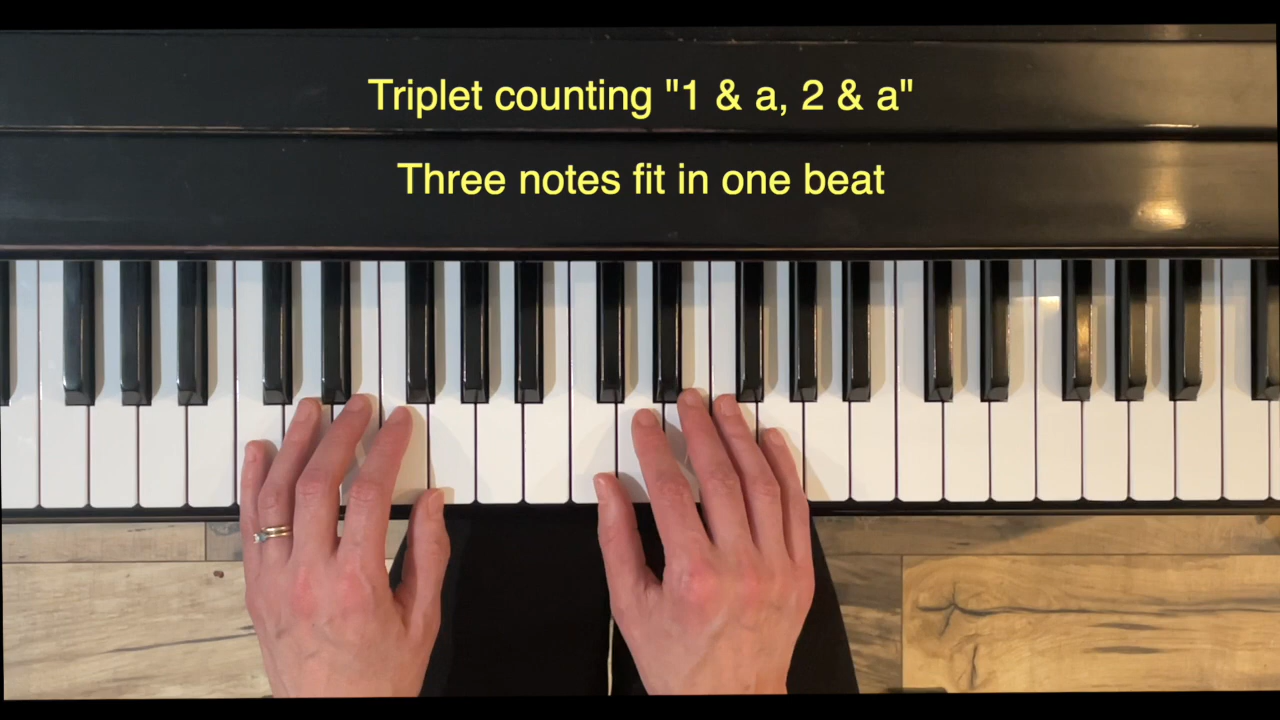 Triplet counting "1 & a, 2 & a"
Three notes fit in one beat